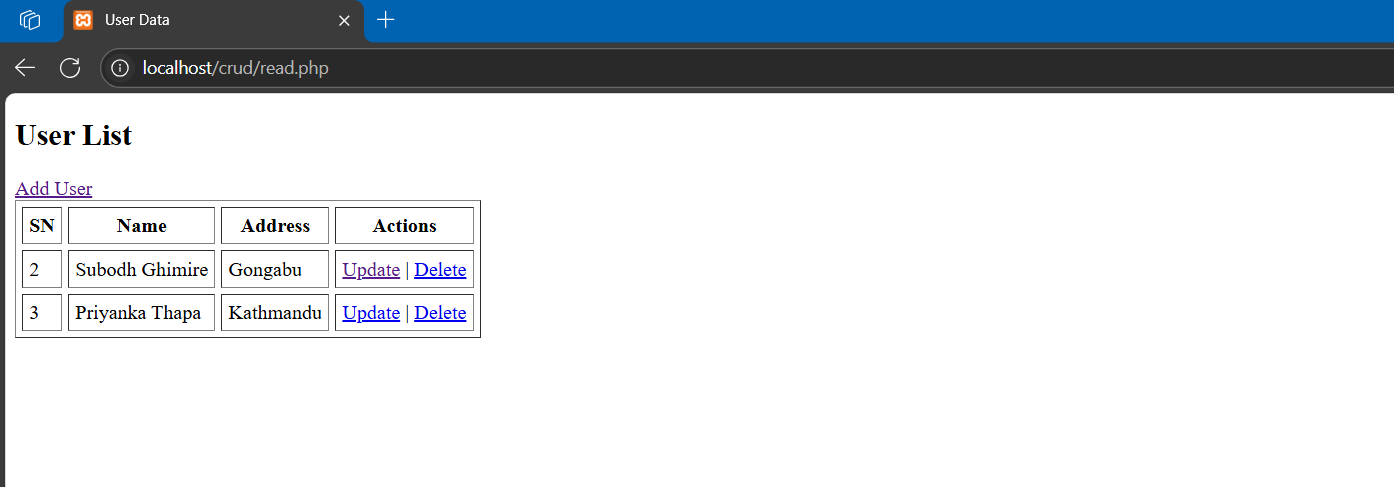 User Data
localhost/crud/read.php
User List
Add User
SN Name Address Actions
2 Subodh Ghimire Gongabu Update | Delete
3 Priyanka Thapa Kathmandu Update | Delete